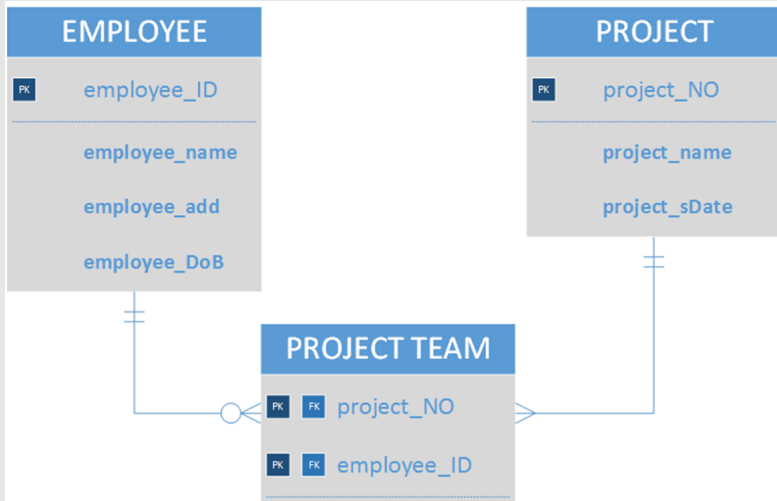 EMPLOYEE
PK employee_ID
employee_name
employee_add
employee_DoB
PROJECT
PK project_NO
project_name
project_sDate
PROJECT TEAM
PK FK project_NO
PK FK employee_ID